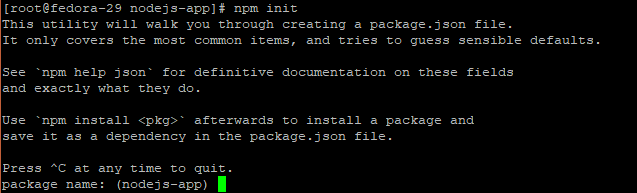 [root@fedora-29 nodejs-app]# npm init
This utility will walk you through creating a package.json file.
It only covers the most common items, and tries to guess sensible defaults.
See `npm help json` for definitive documentation on these fields
and exactly what they do.
Use `npm install <pkg>` afterwards to install a package and
save it as a dependency in the package.json file.
Press ^C at any time to quit.
package name: (nodejs-app)